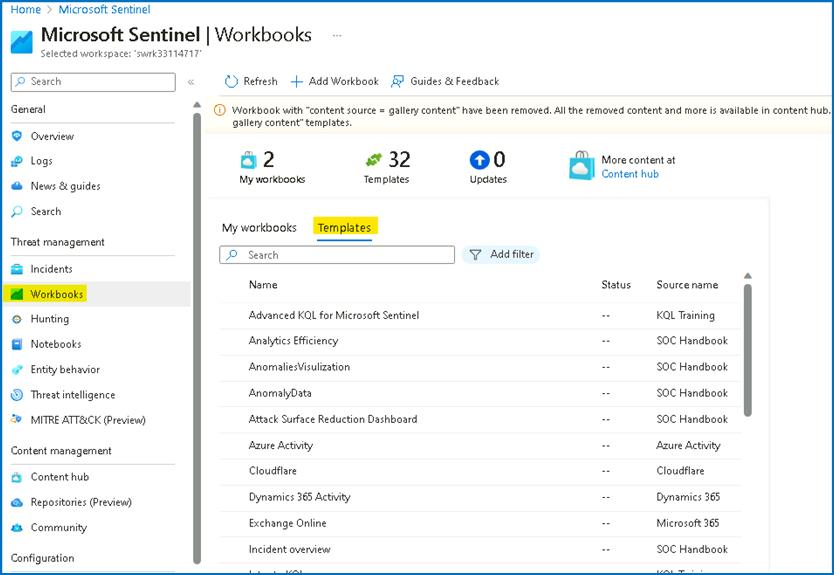 Home > Microsoft Sentinel
Microsoft Sentinel | Workbooks ...
Selected workspace: 'swrk33114717'
Search
«
General
Overview
Logs
News & guides
Search
Threat management
Incidents
Workbooks
Hunting
Notebooks
Entity behavior
Threat intelligence
MITRE ATT&CK (Preview)
Content management
Content hub
Repositories (Preview)
Community
Configuration
Refresh Add Workbook Guides & Feedback
Workbook with "content source = gallery content" have been removed. All the removed content and more is available in content hub.
gallery content" templates.
2
My workbooks
32
Templates
0
Updates
More content at
Content hub
My workbooks Templates
Search Add filter
Name Status Source name
Advanced KQL for Microsoft Sentinel -- KQL Training
Analytics Efficiency -- SOC Handbook
AnomaliesVisulization -- SOC Handbook
AnomalyData -- SOC Handbook
Attack Surface Reduction Dashboard -- SOC Handbook
Azure Activity -- Azure Activity
Cloudflare -- Cloudflare
Dynamics 365 Activity -- Dynamics 365
Exchange Online -- Microsoft 365
Incident overview -- SOC Handbook